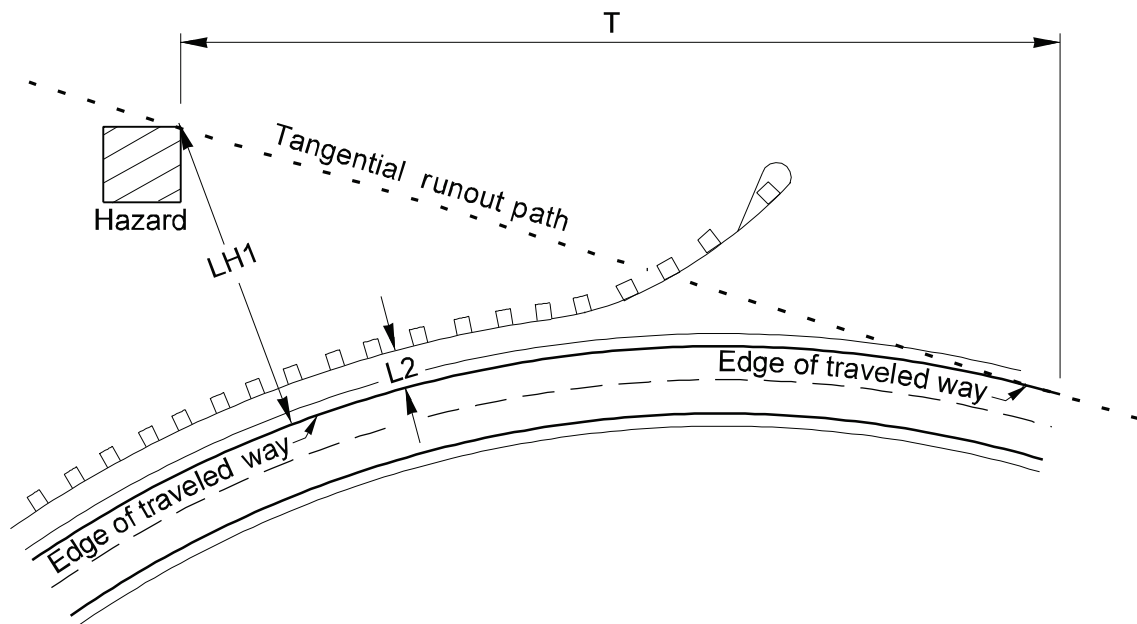 T
Tangential runout path
Hazard
LH1
L2
Edge of traveled way
Edge of traveled way